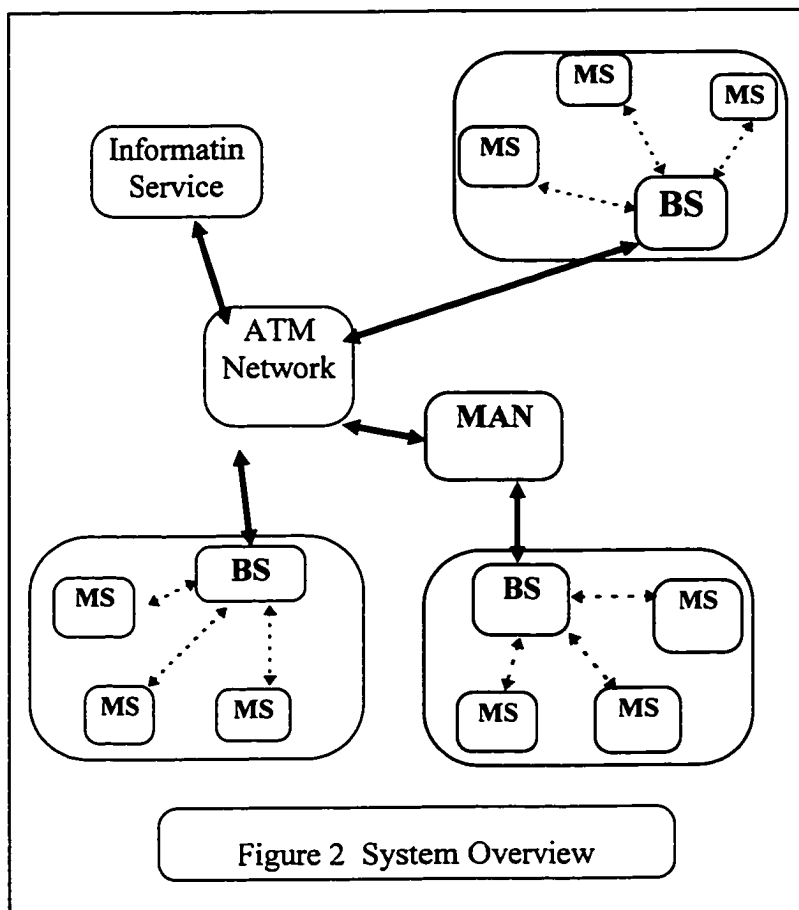 MS
MS
MS
BS
Informatin
Service
ATM
Network
MAN
BS
MS
MS
MS
BS
MS
MS
MS
Figure 2 System Overview